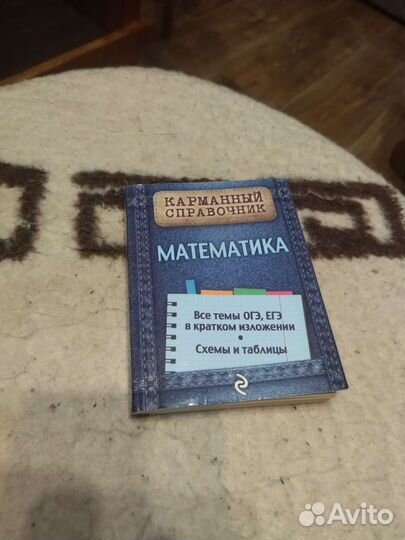 КАРМАННЫЙ
СПРАВОЧНИК
МАТЕМАТИКА
Все темы ОГЭ, ЕГЭ
в кратком изложении
•
Схемы и таблицы
Avito